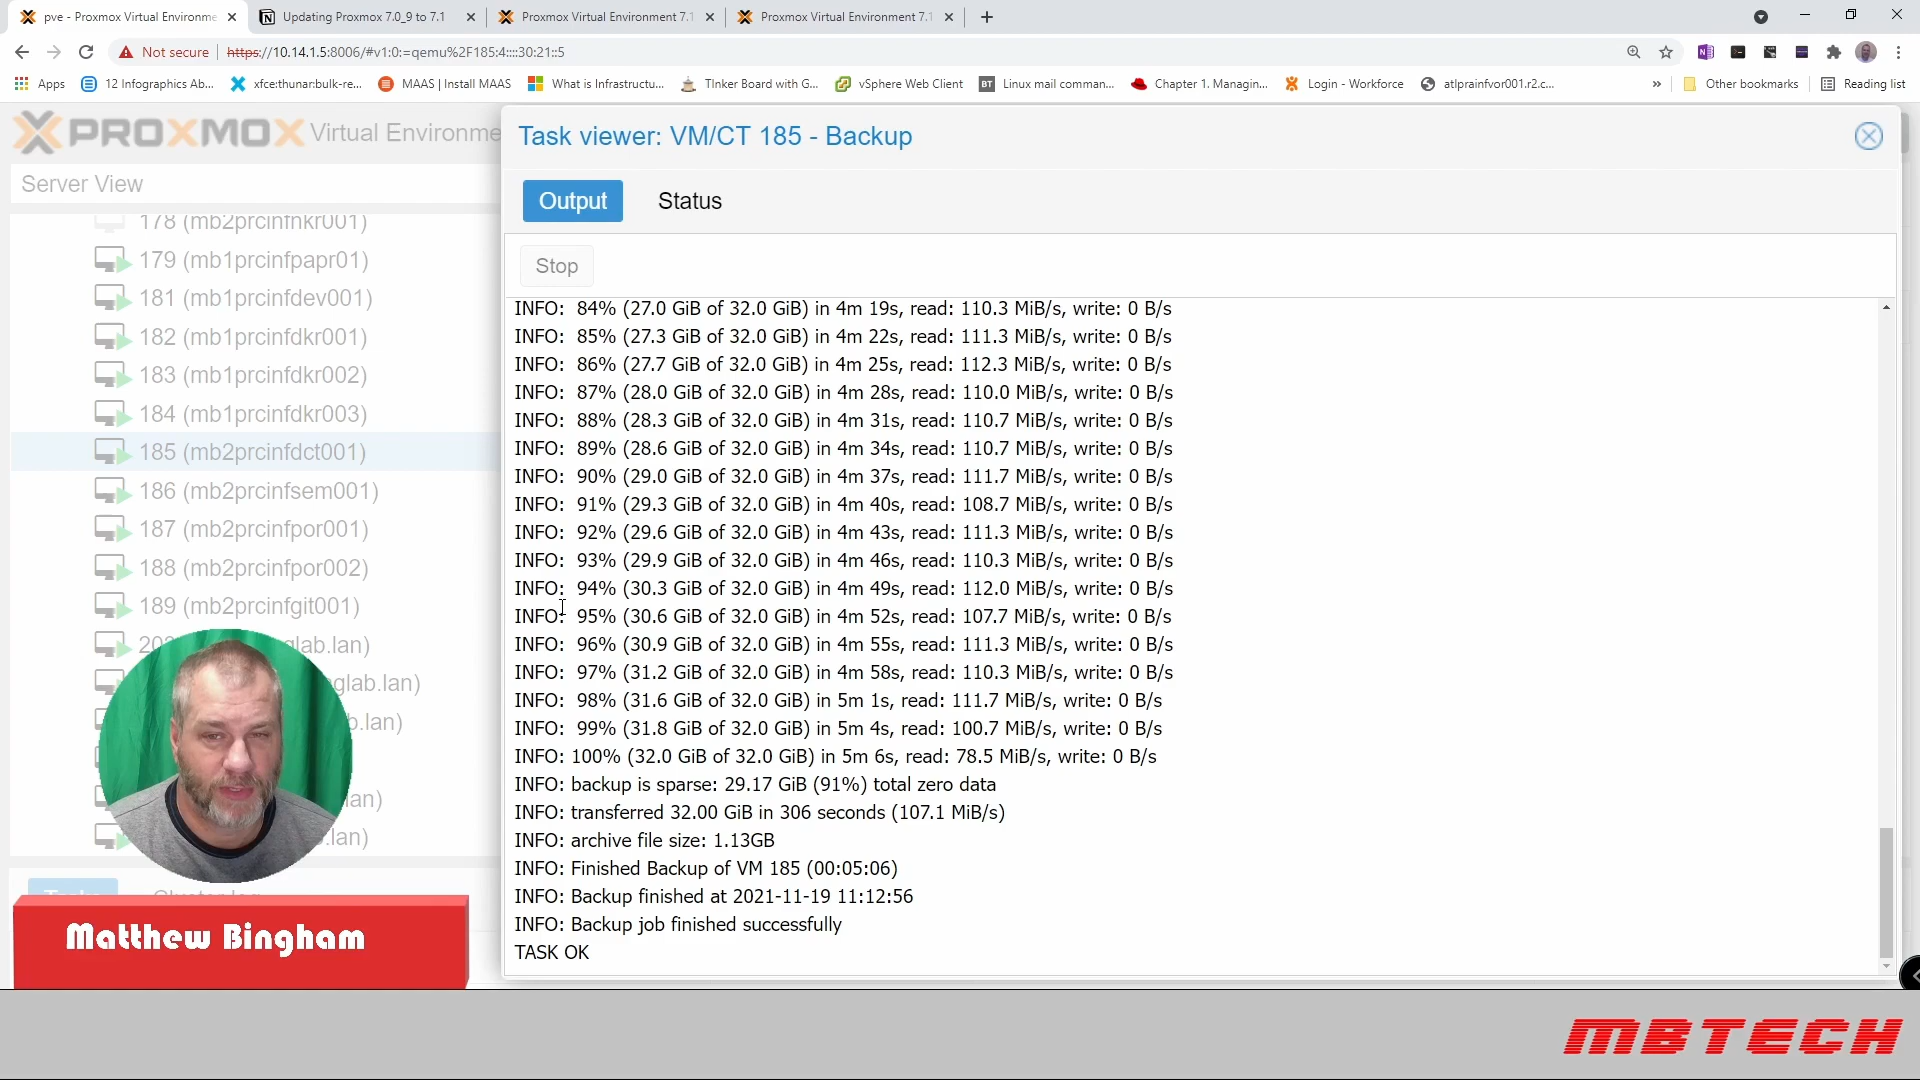 pve - Proxmox Virtual Environme
Updating Proxmox 7.0_9 to 7.1
Proxmox Virtual Environment 7.1
Proxmox Virtual Environment 7.1
Not secure
https://10.14.1.5:8006/#v1:0:=qemu%2F185:4::::30:21::5
Apps
12 Infographics Ab...
xfce:thunar:bulk-re...
MAAS | Install MAAS
What is Infrastructu...
TInker Board with G...
vSphere Web Client
BT
Linux mail comman...
Chapter 1. Managin...
Login - Workforce
atlprainfvor001.r2.c...
»
Other bookmarks
Reading list
PROXMOX Virtual Environme
Server View
178 (mb2prcinfnkr001)
179 (mb1prcinfpapr01)
181 (mb1prcinfdev001)
182 (mb1prcinfdkr001)
183 (mb1prcinfdkr002)
184 (mb1prcinfdkr003)
185 (mb2prcinfdct001)
186 (mb2prcinfsem001)
187 (mb2prcinfpor001)
188 (mb2prcinfpor002)
189 (mb2prcinfgit001)
glab.lan)
glab.lan)
b.lan)
lan)
.lan)
Matthew Bingham
Task viewer: VM/CT 185 - Backup
Output
Status
Stop
INFO: 84% (27.0 GiB of 32.0 GiB) in 4m 19s, read: 110.3 MiB/s, write: 0 B/s
INFO: 85% (27.3 GiB of 32.0 GiB) in 4m 22s, read: 111.3 MiB/s, write: 0 B/s
INFO: 86% (27.7 GiB of 32.0 GiB) in 4m 25s, read: 112.3 MiB/s, write: 0 B/s
INFO: 87% (28.0 GiB of 32.0 GiB) in 4m 28s, read: 110.0 MiB/s, write: 0 B/s
INFO: 88% (28.3 GiB of 32.0 GiB) in 4m 31s, read: 110.7 MiB/s, write: 0 B/s
INFO: 89% (28.6 GiB of 32.0 GiB) in 4m 34s, read: 110.7 MiB/s, write: 0 B/s
INFO: 90% (29.0 GiB of 32.0 GiB) in 4m 37s, read: 111.7 MiB/s, write: 0 B/s
INFO: 91% (29.3 GiB of 32.0 GiB) in 4m 40s, read: 108.7 MiB/s, write: 0 B/s
INFO: 92% (29.6 GiB of 32.0 GiB) in 4m 43s, read: 111.3 MiB/s, write: 0 B/s
INFO: 93% (29.9 GiB of 32.0 GiB) in 4m 46s, read: 110.3 MiB/s, write: 0 B/s
INFO: 94% (30.3 GiB of 32.0 GiB) in 4m 49s, read: 112.0 MiB/s, write: 0 B/s
INFO: 95% (30.6 GiB of 32.0 GiB) in 4m 52s, read: 107.7 MiB/s, write: 0 B/s
INFO: 96% (30.9 GiB of 32.0 GiB) in 4m 55s, read: 111.3 MiB/s, write: 0 B/s
INFO: 97% (31.2 GiB of 32.0 GiB) in 4m 58s, read: 110.3 MiB/s, write: 0 B/s
INFO: 98% (31.6 GiB of 32.0 GiB) in 5m 1s, read: 111.7 MiB/s, write: 0 B/s
INFO: 99% (31.8 GiB of 32.0 GiB) in 5m 4s, read: 100.7 MiB/s, write: 0 B/s
INFO: 100% (32.0 GiB of 32.0 GiB) in 5m 6s, read: 78.5 MiB/s, write: 0 B/s
INFO: backup is sparse: 29.17 GiB (91%) total zero data
INFO: transferred 32.00 GiB in 306 seconds (107.1 MiB/s)
INFO: archive file size: 1.13GB
INFO: Finished Backup of VM 185 (00:05:06)
INFO: Backup finished at 2021-11-19 11:12:56
INFO: Backup job finished successfully
TASK OK
MBTECH